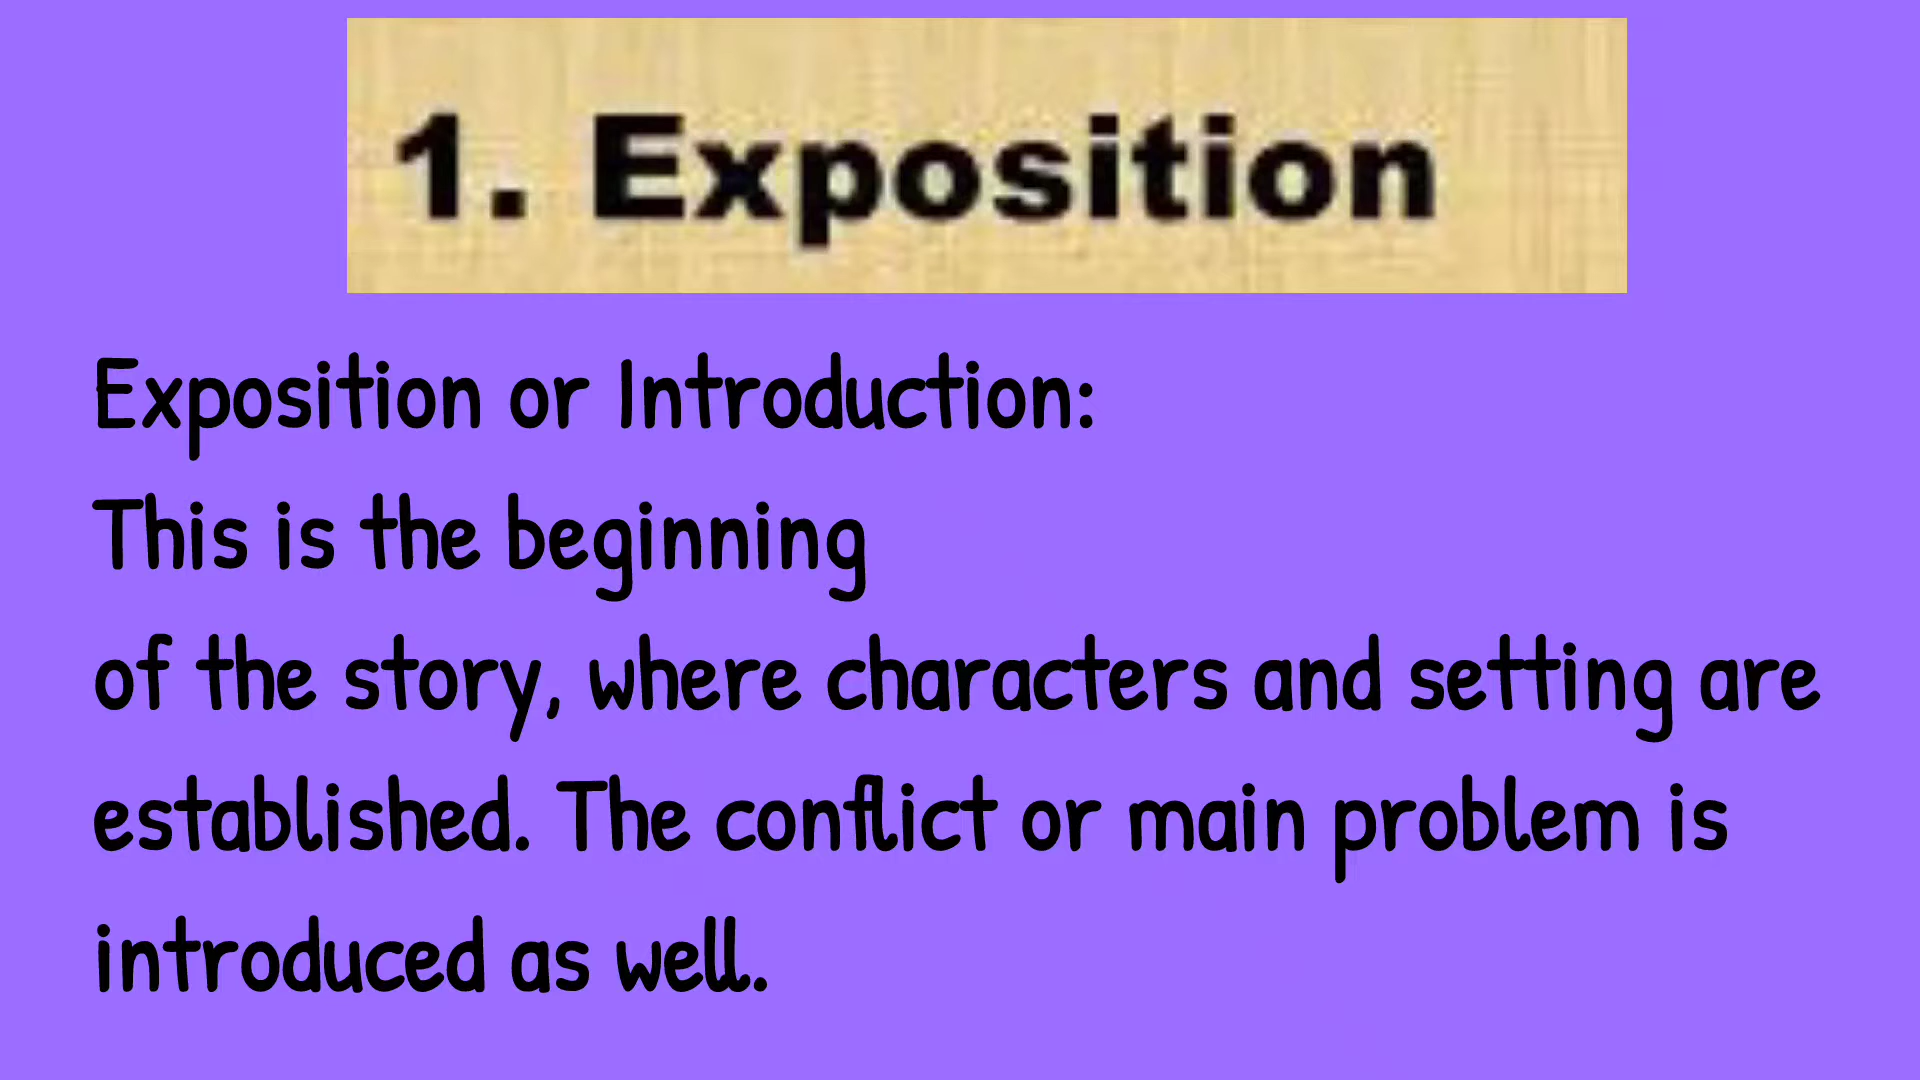 1. Exposition
Exposition or Introduction:
This is the beginning
of the story, where characters and setting are
established. The conflict or main problem is
introduced as well.